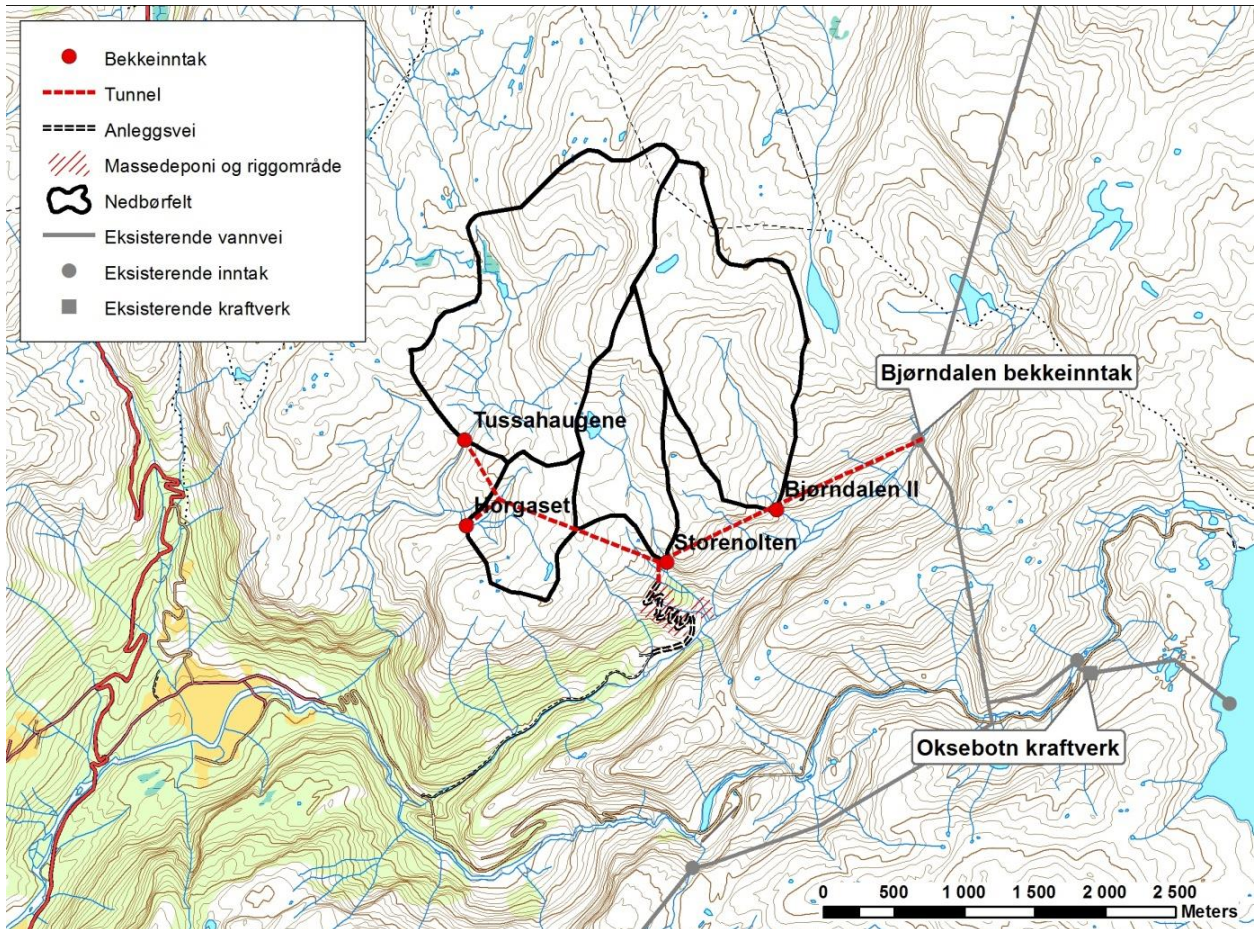 Bekkeinntak
Tunnel
Anleggsvei
Massedeponi og riggområde
Nedbørfelt
Eksisterende vannvei
Eksisterende inntak
Eksisterende kraftverk
Bjørndalen bekkeinntak
Tussahaugene
Bjørndalen II
Horgaset
Storenolten
Oksebotn kraftverk
0 500 1 000 1 500 2 000 2 500
Meters